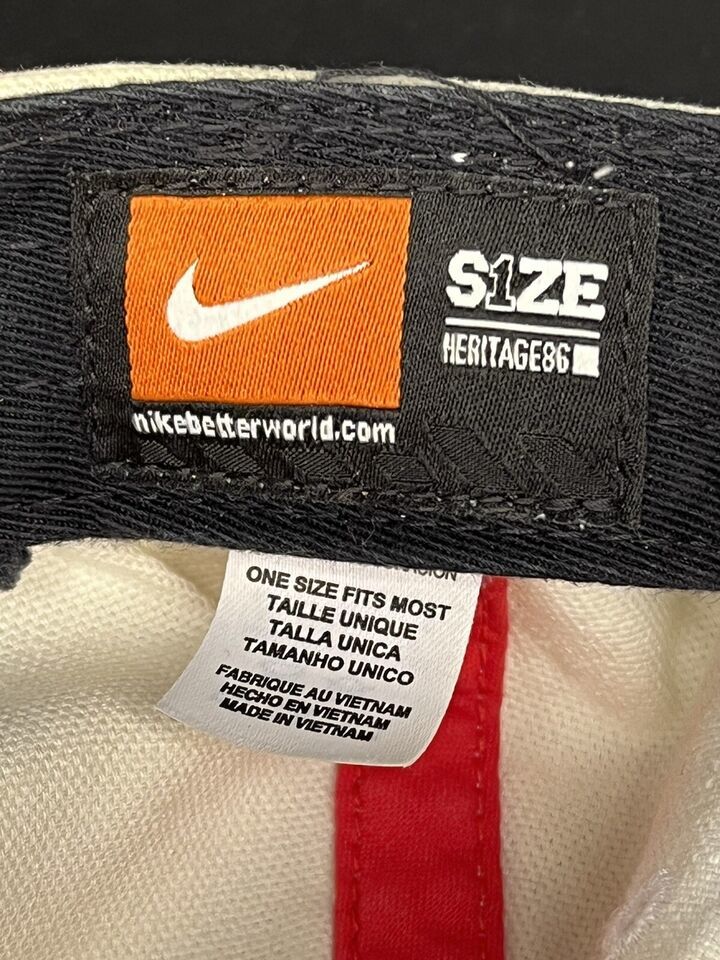 S1ZE
HERITAGE86
nikebetterworld.com
ONE SIZE FITS MOST
TAILLE UNIQUE
TALLA UNICA
TAMANHO UNICO
FABRIQUE AU VIETNAM
HECHO EN VIETNAM
MADE IN VIETNAM